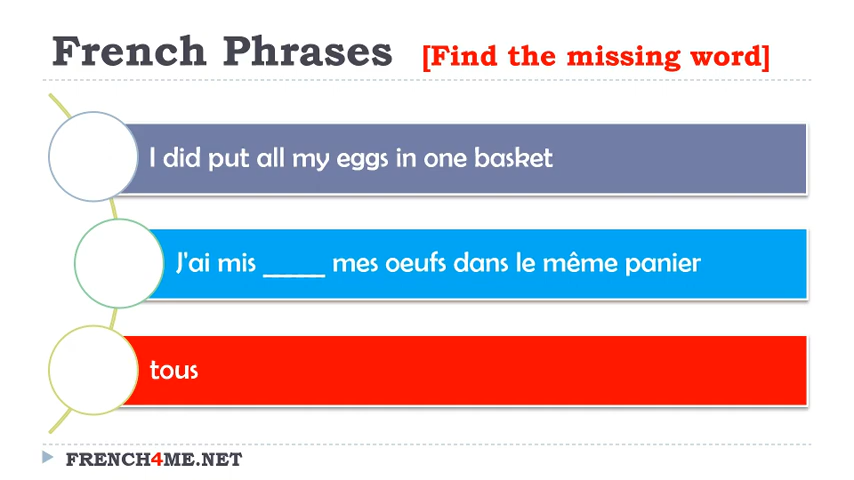 French Phrases [Find the missing word]
I did put all my eggs in one basket
J'ai mis _____ mes oeufs dans le même panier
tous
FRENCH4ME.NET